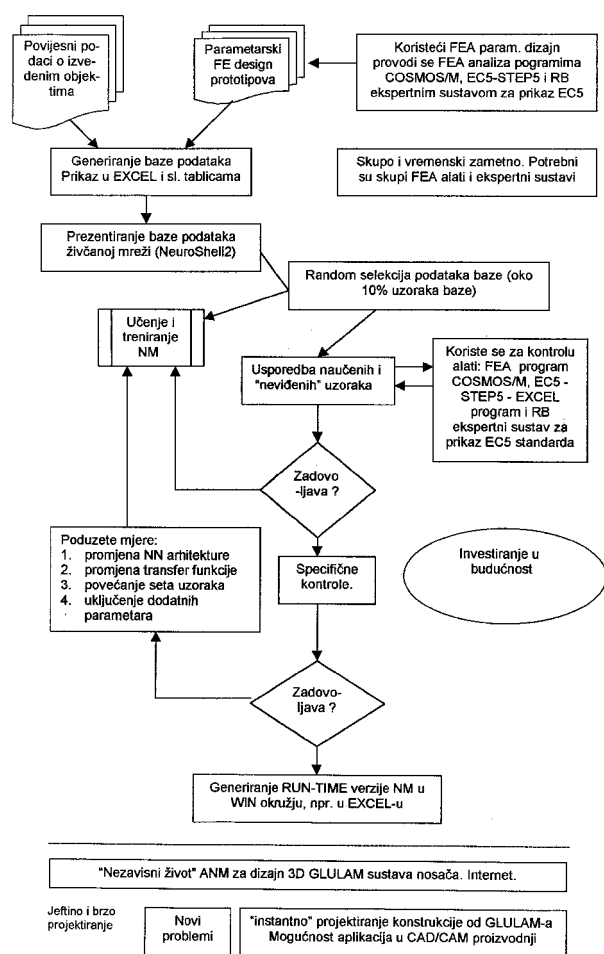 Povijesni po-
daci o izve-
denim objek-
tima
Parametarski
FE design
prototipova
Koristeći FEA param. dizajn
provodi se FEA analiza pogramima
COSMOS/M, EC5-STEP5 i RB
ekspertnim sustavom za prikaz EC5
Generiranje baze podataka
Prikaz u EXCEL i sl. tablicama
Skupo i vremenski zametno. Potrebni
su skupi FEA alati i ekspertni sustavi
Prezentiranje baze podataka
živčanoj mreži (NeuroShell2)
Random selekcija podataka baze (oko
10% uzoraka baze)
Učenje i
treniranje
NM
Usporedba naučenih i
"neviđenih" uzoraka
Koriste se za kontrolu
alati: FEA program
COSMOS/M, EC5 -
STEP5 - EXCEL
program i RB
ekspertni sustav za
prikaz EC5 standarda
Zadovo
-ljava ?
Poduzete mjere:
1. promjena NN arhitekture
2. promjena transfer funkcije
3. povećanje seta uzoraka
4. uključenje dodatnih
parametara
Specifične
kontrole.
Investiranje u
budućnost
Zadovo-
ljava ?
Generiranje RUN-TIME verzije NM u
WIN okružju, npr. u EXCEL-u
"Nezavisni život" ANM za dizajn 3D GLULAM sustava nosača. Internet.
Jeftino i brzo
projektiranje
Novi
problemi
"instantno" projektiranje konstrukcije od GLULAM-a
Mogućnost aplikacija u CAD/CAM proizvodnji